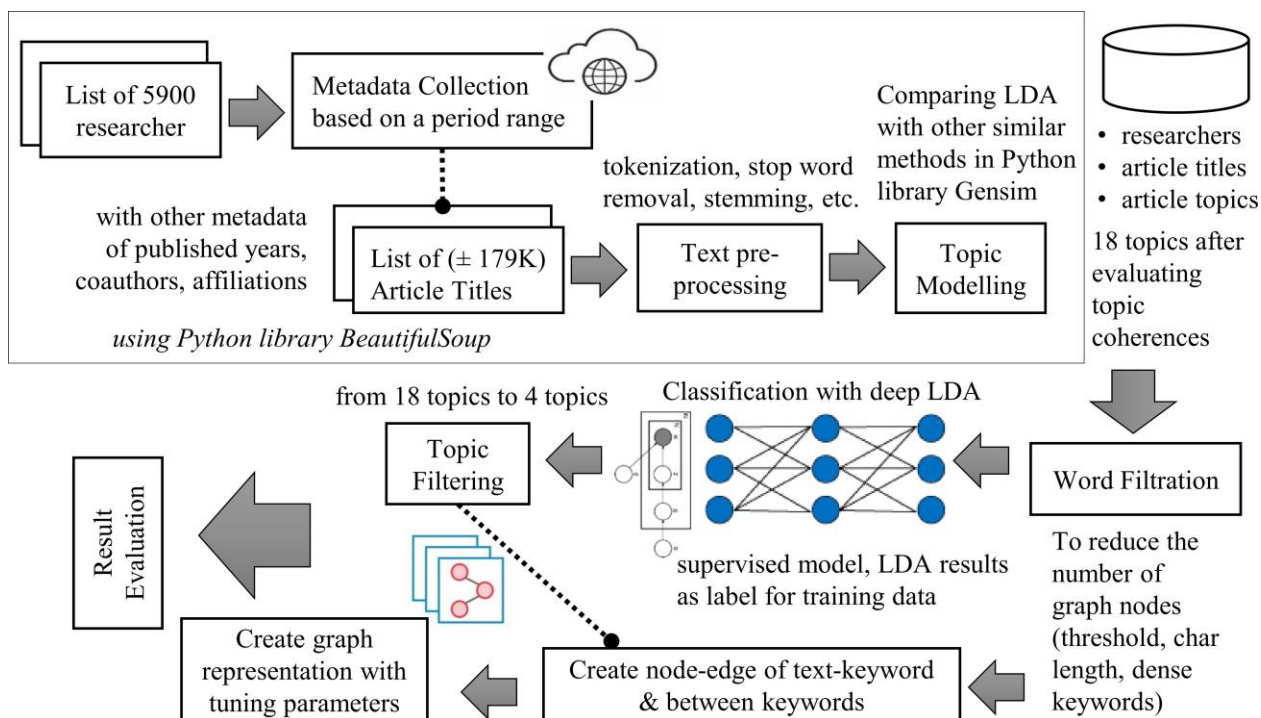 List of 5900
researcher
Metadata Collection
based on a period range
Comparing LDA
with other similar
methods in Python
library Gensim
• researchers
• article titles
• article topics
18 topics after
evaluating
topic
coherences
with other metadata
of published years,
coauthors, affiliations
List of (± 179K)
Article Titles
tokenization, stop word
removal, stemming, etc.
Text pre-
processing
Topic
Modelling
using Python library BeautifulSoup
from 18 topics to 4 topics
Classification with deep LDA
Topic
Filtering
Word Filtration
Result
Evaluation
supervised model, LDA results
as label for training data
To reduce the
number of
graph nodes
(threshold, char
length, dense
keywords)
Create graph
representation with
tuning parameters
Create node-edge of text-keyword
& between keywords